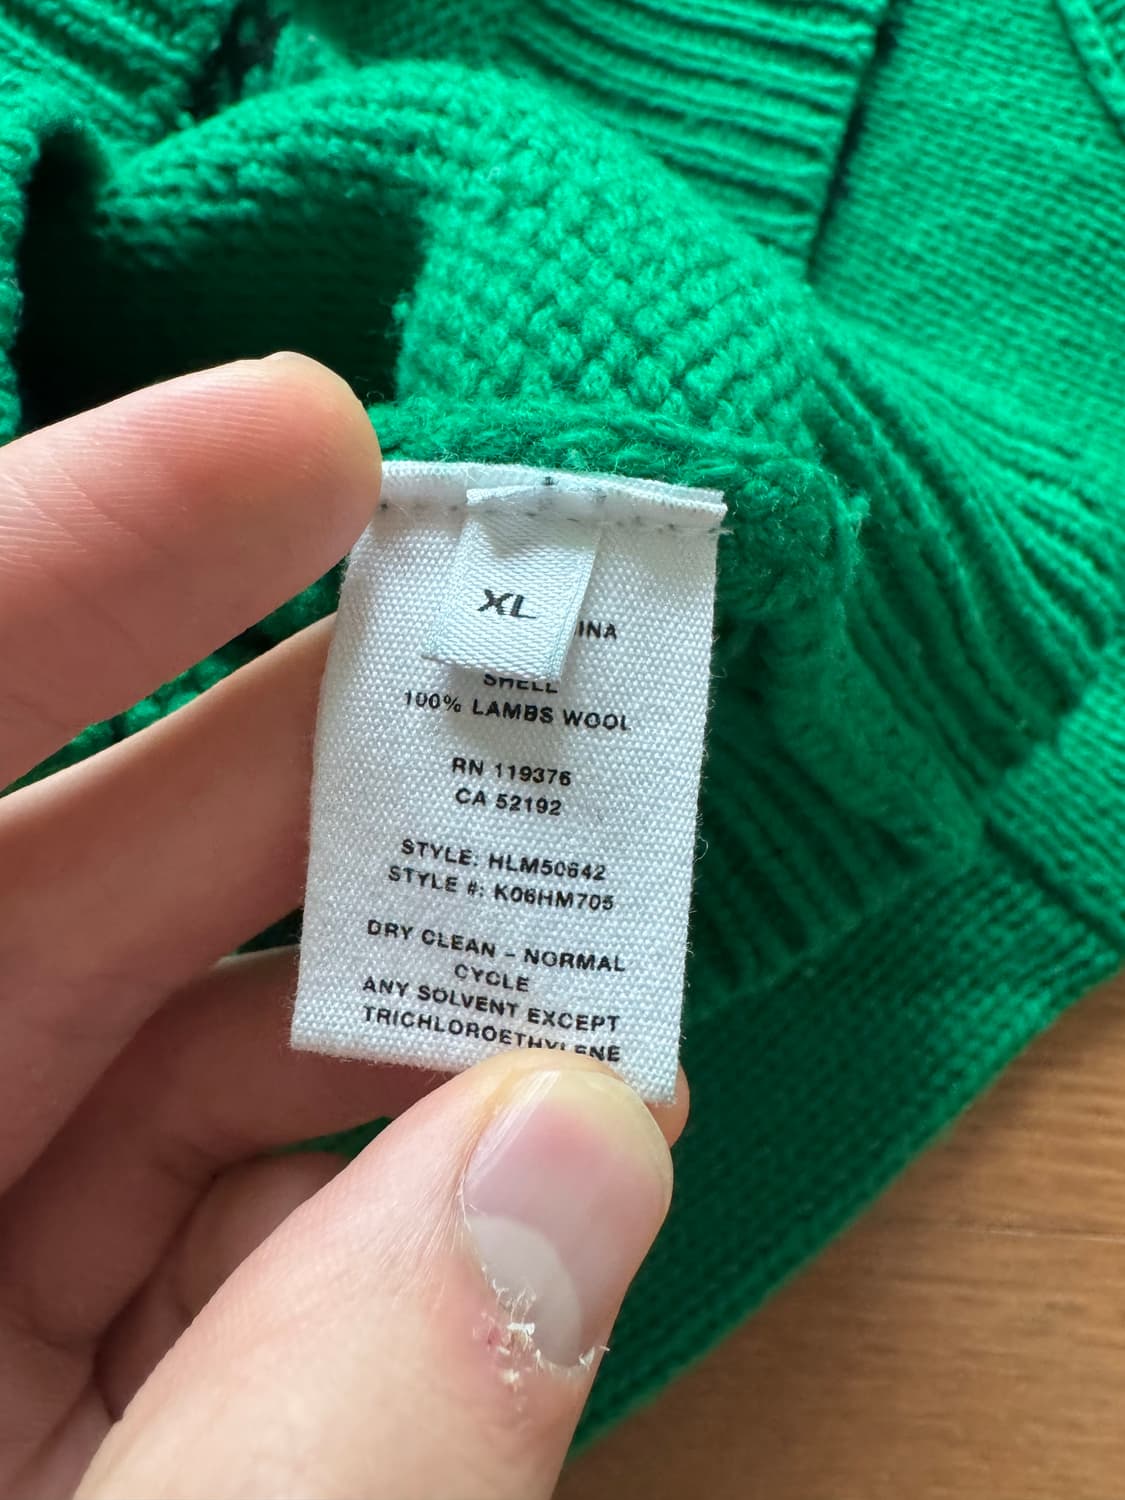 XL
INA
SHELL
100% LAMBS WOOL
RN 119376
CA 52192
STYLE: HLM50642
STYLE #: K06HM705
DRY CLEAN - NORMAL
CYCLE
ANY SOLVENT EXCEPT
TRICHLOROETHYLENE